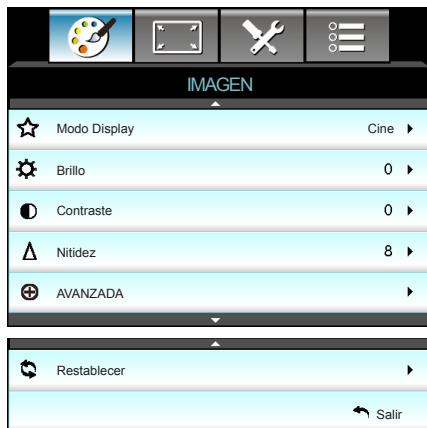 IMAGEN
Modo Display Cine
Brillo 0
Contraste 0
Nitidez 8
AVANZADA
Restablecer
Salir